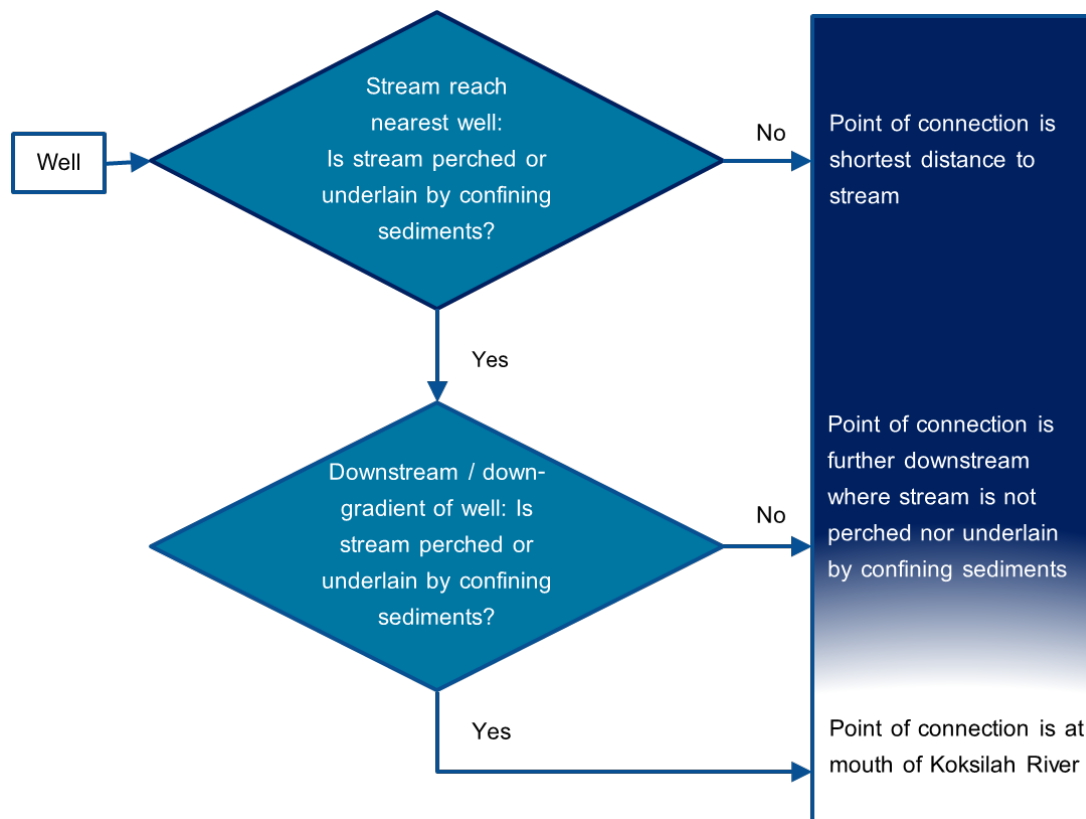 Well
Stream reach
nearest well:
Is stream perched or
underlain by confining
sediments?
No
Point of connection is
shortest distance to
stream
Yes
Downstream / down-
gradient of well: Is
stream perched or
underlain by confining
sediments?
No
Point of connection is
further downstream
where stream is not
perched nor underlain
by confining sediments
Yes
Point of connection is at
mouth of Koksilah River